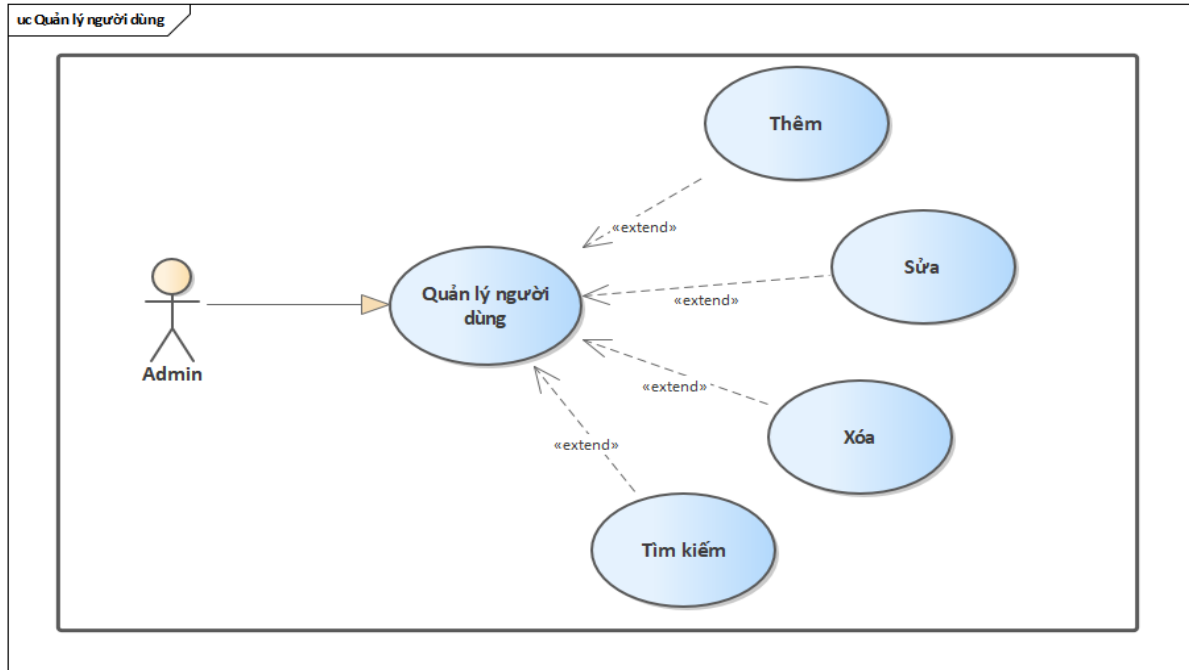 uc Quản lý người dùng
Thêm
«extend»
Sửa
«extend»
Quản lý người
dùng
Admin
«extend»
Xóa
«extend»
Tìm kiếm